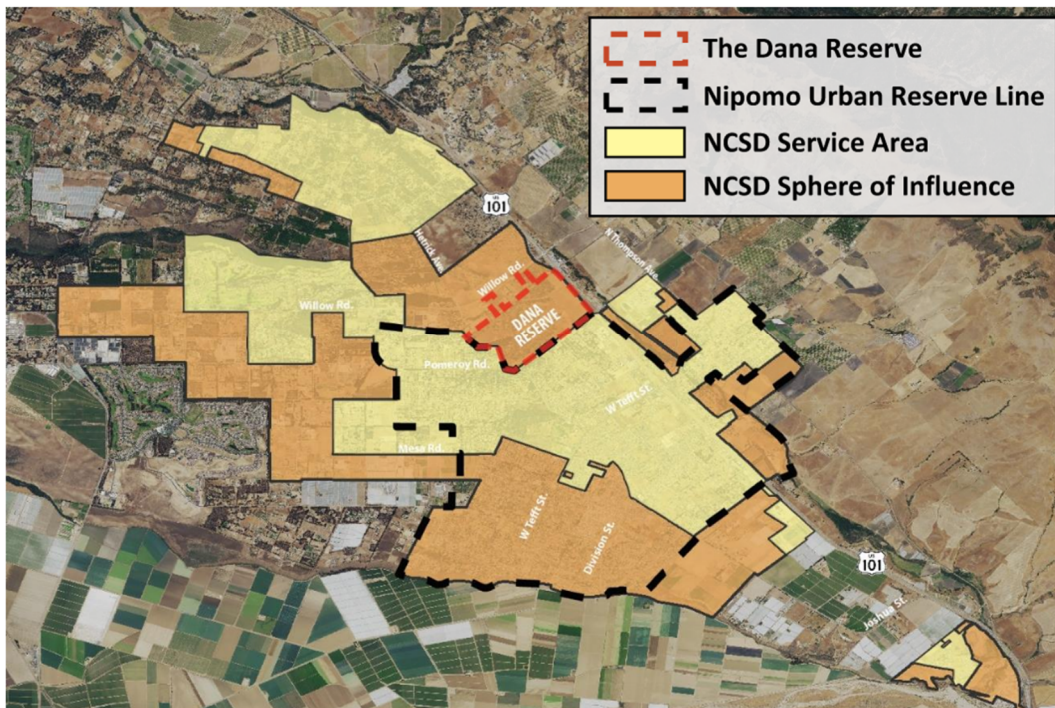 The Dana Reserve
Nipomo Urban Reserve Line
NCSD Service Area
NCSD Sphere of Influence
US
101
Hetrick Ave.
N Thompson Ave.
Willow Rd.
Willow Rd.
DANA
RESERVE
Pomeroy Rd.
W Tefft St.
Mesa Rd.
W Tefft St.
Division St.
US
101
Joshua St.